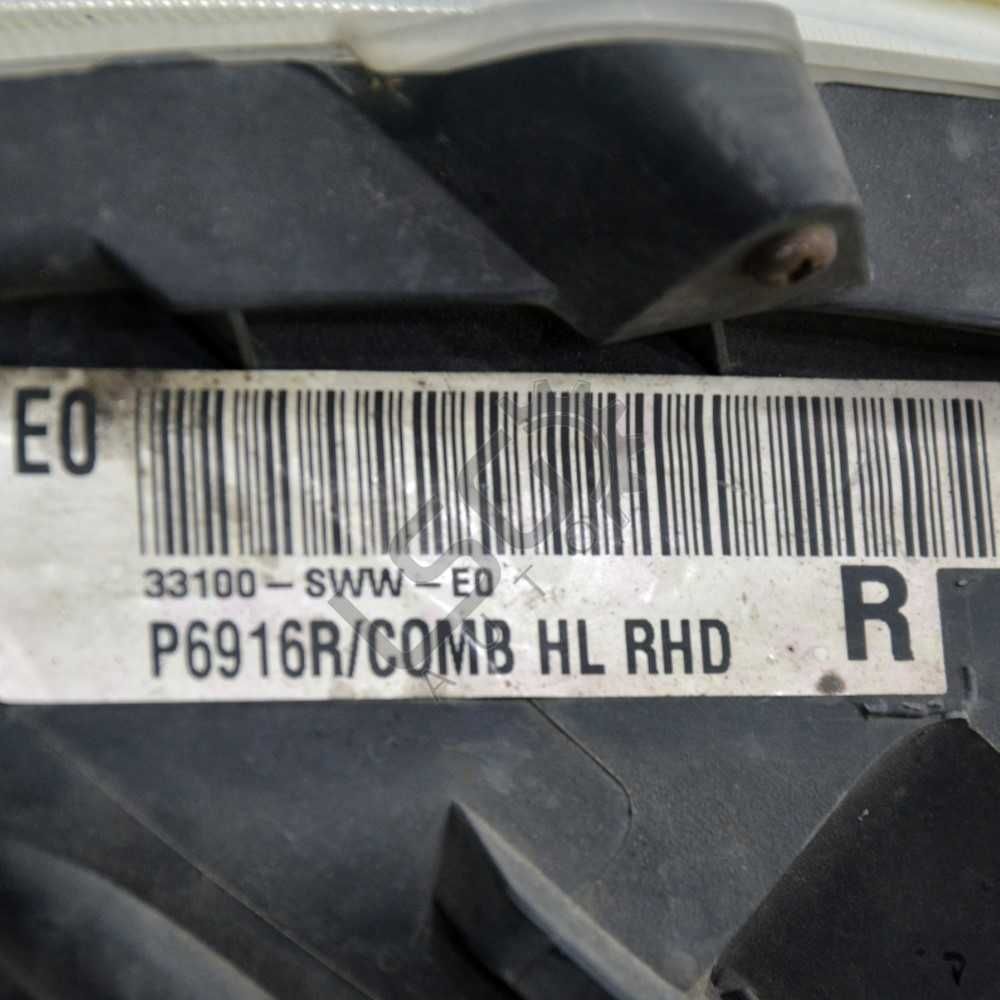 E0
33100-SWW-E0
P6916R/COMB HL RHD
R